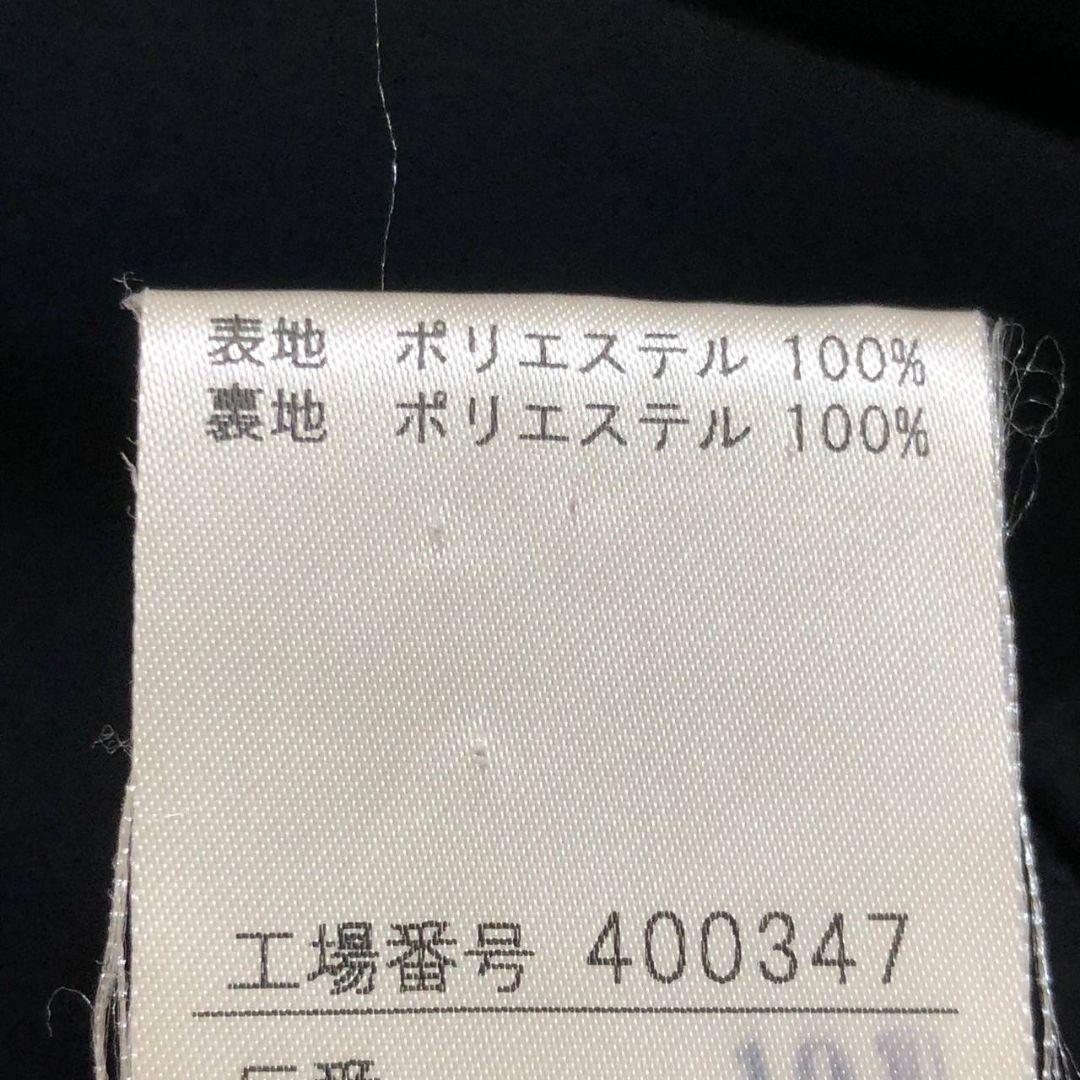 表地 ポリエステル 100%
裏地 ポリエステル 100%
工場番号 400347